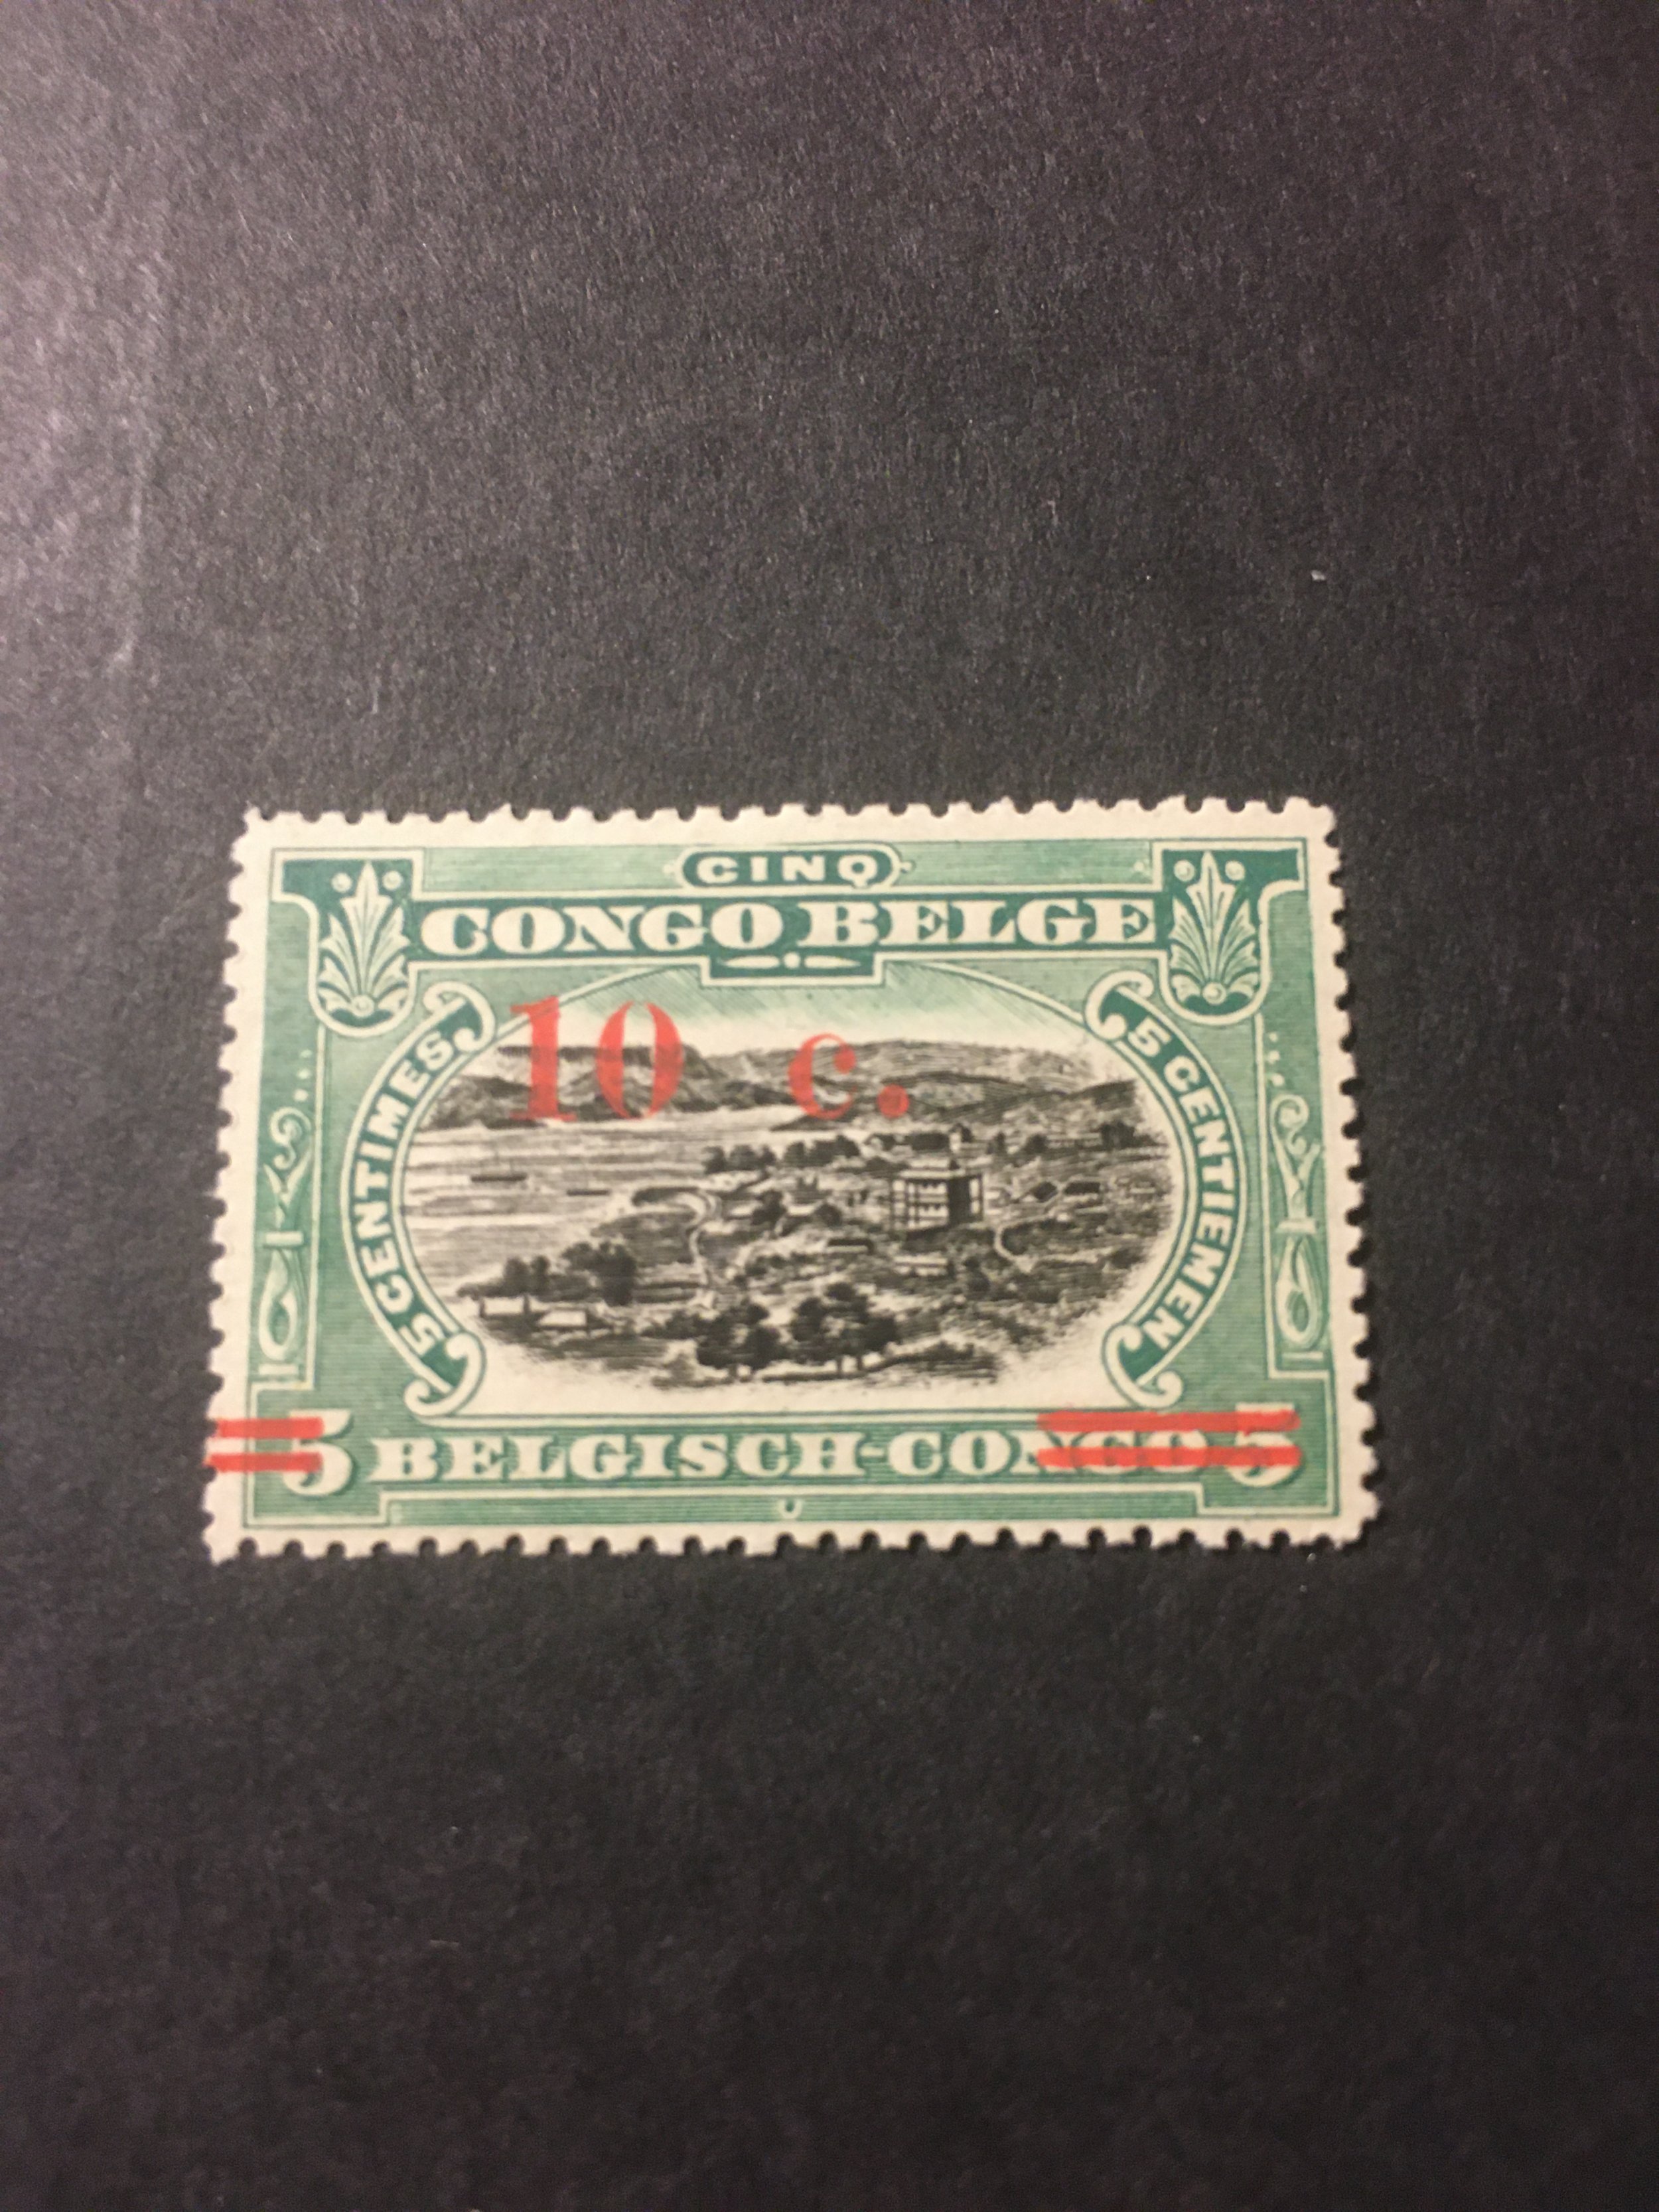 CINQ
CONGO BELGE
10 c.
5 CENTIMES
5 CENTIEMEN
5 BELGISCH-CONGO 5